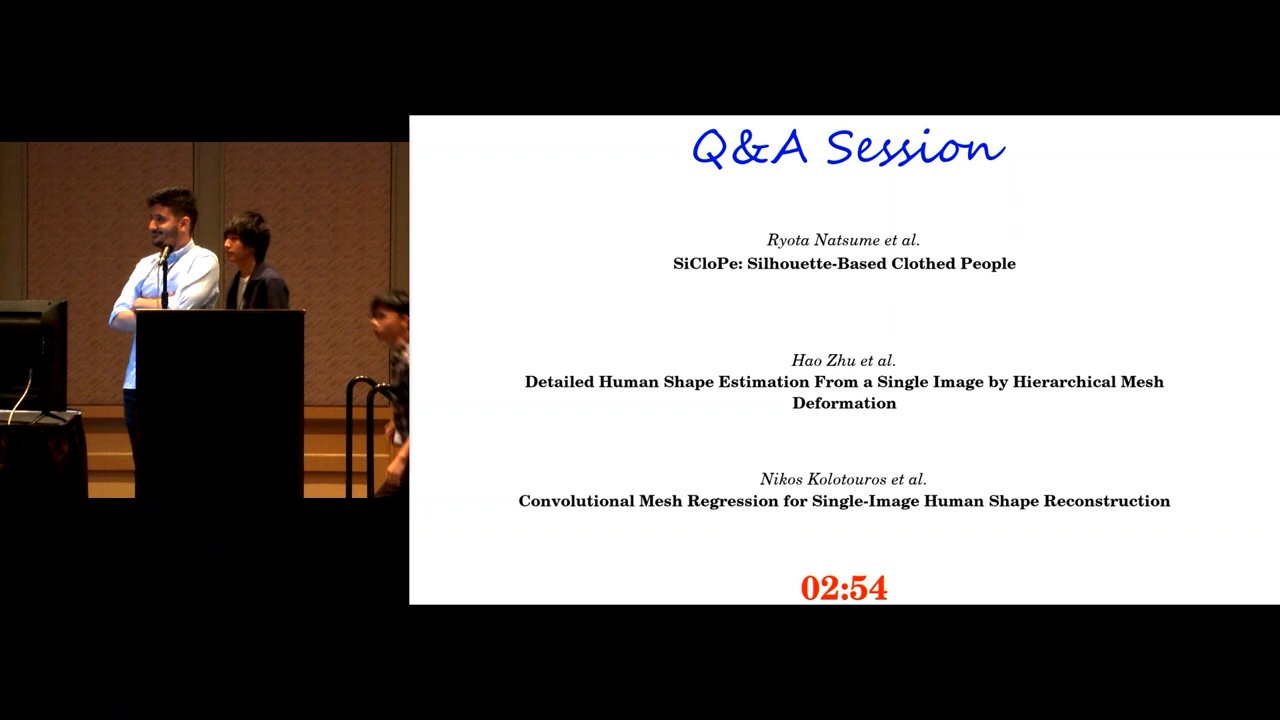 Q&A Session
Ryota Natsume et al.
SiCloPe: Silhouette-Based Clothed People
Hao Zhu et al.
Detailed Human Shape Estimation From a Single Image by Hierarchical Mesh
Deformation
Nikos Kolotouros et al.
Convolutional Mesh Regression for Single-Image Human Shape Reconstruction
02:54